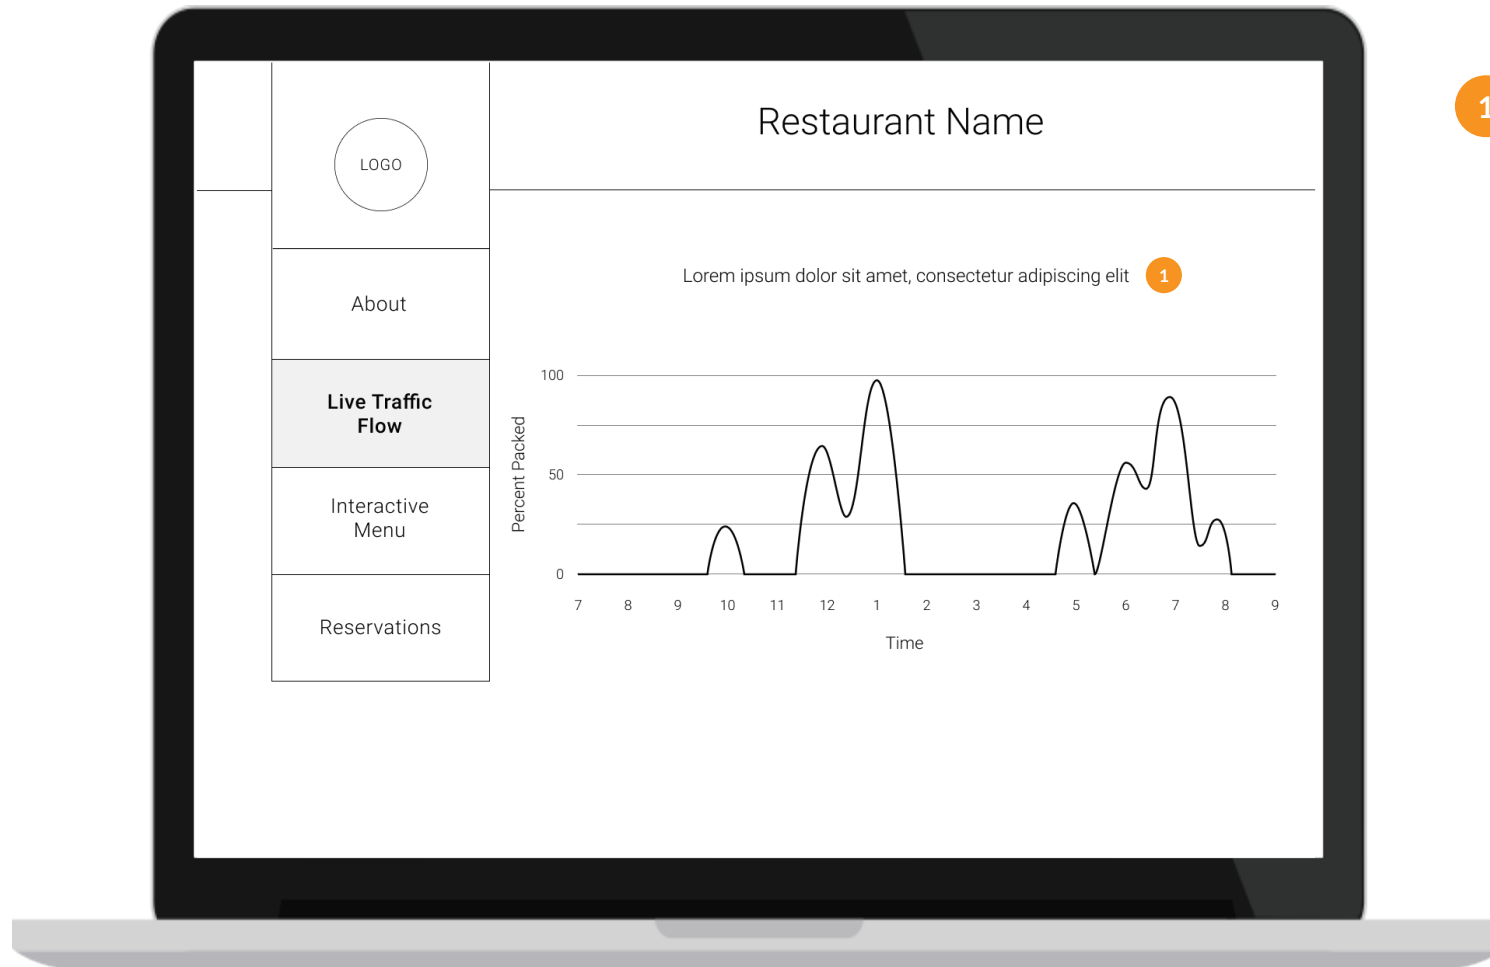 LOGO
Restaurant Name
1
About
Live Traffic
Flow
Interactive
Menu
Reservations
Lorem ipsum dolor sit amet, consectetur adipiscing elit 1
Percent Packed
100
50
0
7 8 9 10 11 12 1 2 3 4 5 6 7 8 9
Time